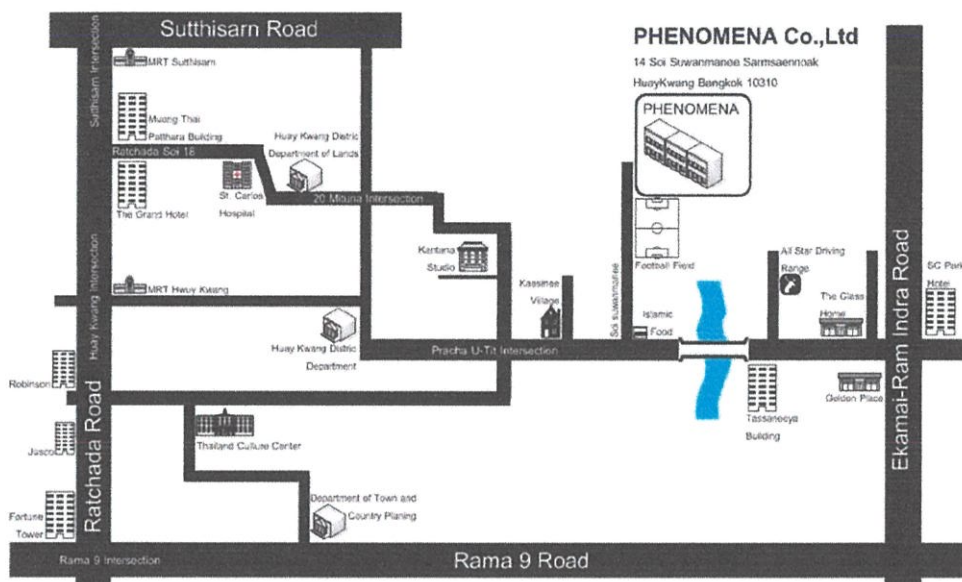 Sutthisarn Road
PHENOMENA Co.,Ltd
14 Soi Suwanmanee Samsaennoak
HuayKwang Bangkok 10310
PHENOMENA
Sutthisarn Intersection
MRT Sutthisarn
Muang Thai
Patthara Building
Ratchada Soi 18
Huay Kwang Distric
Department of Lands
The Grand Hotel
St. Carlos
Hospital
20 Mituna Intersection
Kantana
Studio
Football Field
All Star Driving
Range
SC Park
Hotel
Huay Kwang Intersection
MRT Huay Kwang
Kaesinee
Village
Soi suwanmanee
Islamic
Food
The Glass
Home
Huay Kwang Distric
Department
Pracha U-Tit Intersection
Ekamai-Ram Indra Road
Robinson
Golden Place
Tassaneeya
Building
Ratchada Road
Jusco
Thailand Culture Center
Fortune
Tower
Department of Town and
Country Planing
Rama 9 Intersection
Rama 9 Road